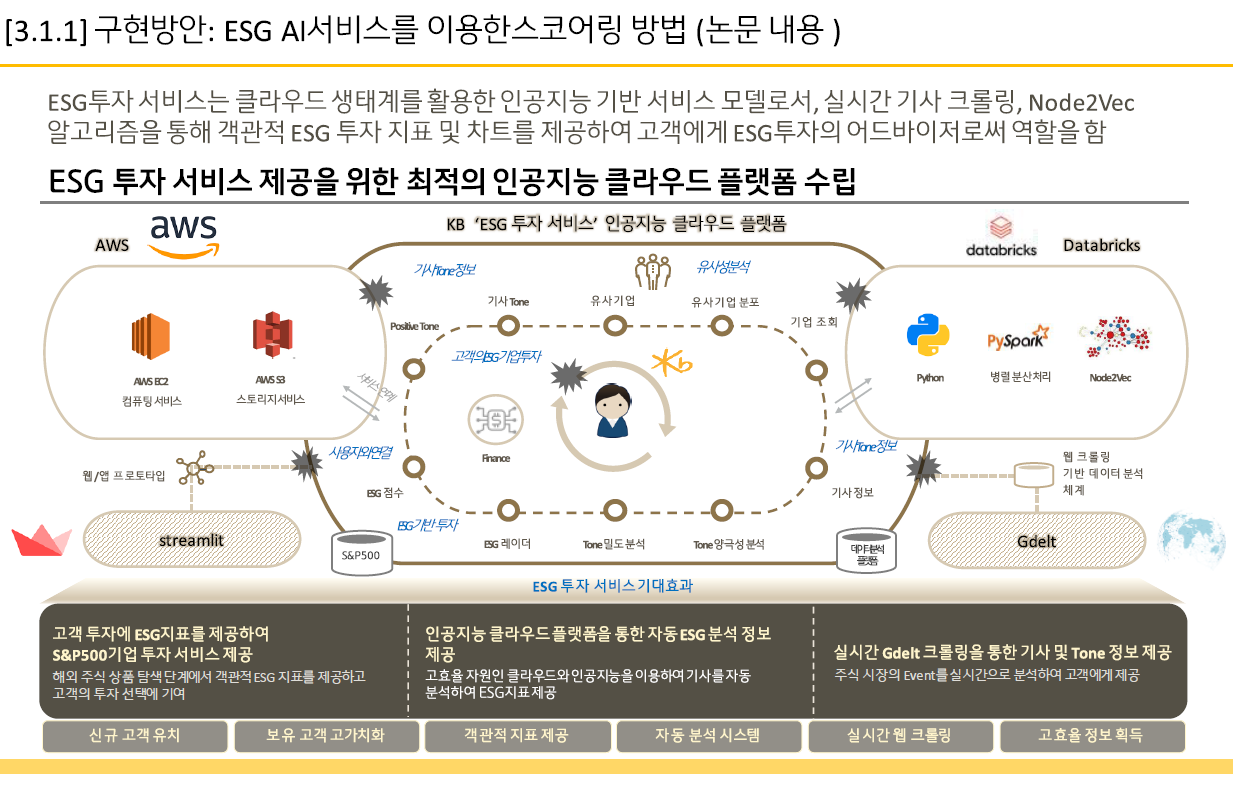 [3.1.1] 구현방안: ESG AI서비스를 이용한스코어링 방법 (논문 내용 )
ESG투자 서비스는 클라우드 생태계를 활용한 인공지능 기반 서비스 모델로서, 실시간 기사 크롤링, Node2Vec
알고리즘을 통해 객관적 ESG 투자 지표 및 차트를 제공하여 고객에게 ESG투자의 어드바이저로써 역할을 함
ESG 투자 서비스 제공을 위한 최적의 인공지능 클라우드 플랫폼 수립
AWS
aws
KB ‘ESG 투자 서비스’ 인공지능 클라우드 플랫폼
databricks
Databricks
기사Tone정보
유사성분석
기사 Tone
유사 기업
유사 기업 분포
기업 조회
Positive Tone
고객의ESG기업투자
Kb
AWS EC2
컴퓨팅 서비스
AWS S3
스토리지서비스
서비스 연계
Python
PySpark
병렬 분산처리
Node2Vec
Finance
사용자와연결
기사Tone정보
웹/앱 프로토타입
웹 크롤링
기반 데이터 분석
체계
ESG 점수
기사 정보
ESG기반 투자
ESG 레이더
Tone 밀도 분석
Tone 양극성 분석
streamlit
S&P500
데이터분석
플랫폼
Gdelt
ESG 투자 서비스 기대효과
고객 투자에 ESG지표를 제공하여
S&P500기업 투자 서비스 제공
해외 주식 상품 탐색 단계에서 객관적 ESG 지표를 제공하고
고객의 투자 선택에 기여
인공지능 클라우드 플랫폼을 통한 자동 ESG 분석 정보
제공
고효율 자원인 클라우드와 인공지능을 이용하여 기사를 자동
분석하여 ESG지표 제공
실시간 Gdelt 크롤링을 통한 기사 및 Tone 정보 제공
주식 시장의 Event를 실시간으로 분석하여 고객에게 제공
신규 고객 유치
보유 고객 고가치화
객관적 지표 제공
자동 분석 시스템
실시간 웹 크롤링
고효율 정보 획득